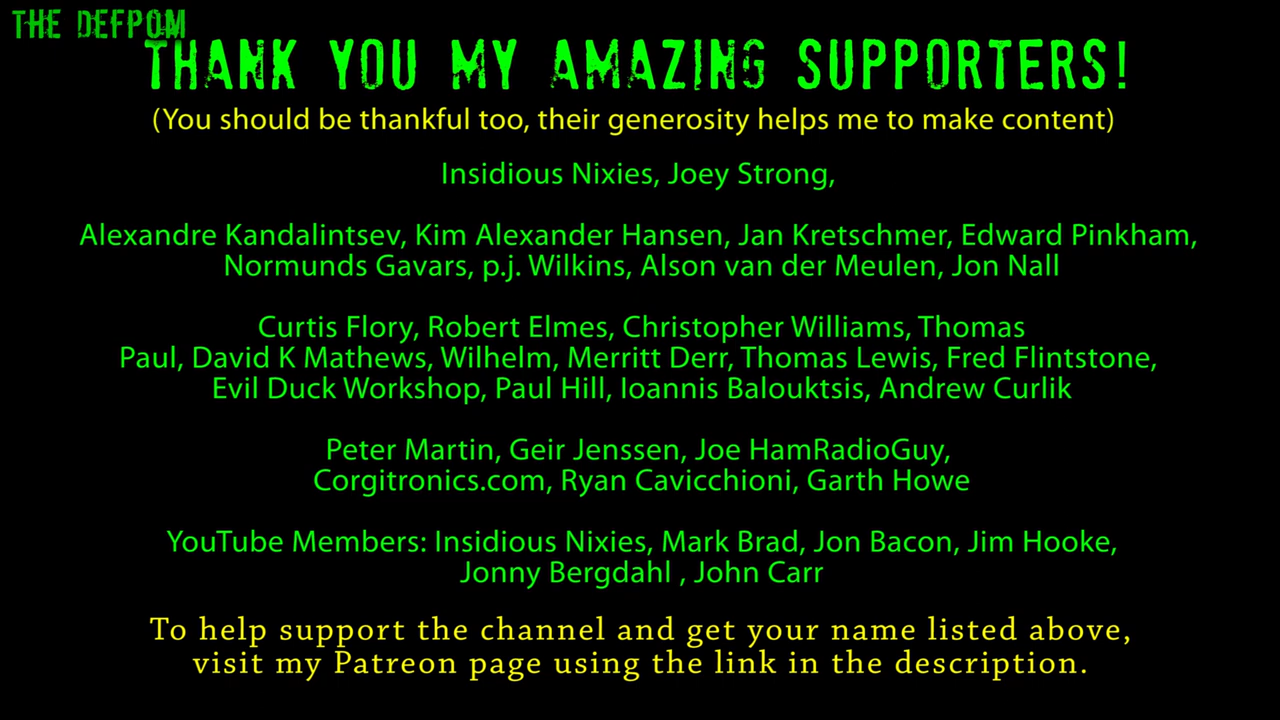 THE DEFPOM
THANK YOU MY AMAZING SUPPORTERS!
(You should be thankful too, their generosity helps me to make content)
Insidious Nixies, Joey Strong,
Alexandre Kandalintsev, Kim Alexander Hansen, Jan Kretschmer, Edward Pinkham,
Normunds Gavars, p.j. Wilkins, Alson van der Meulen, Jon Nall
Curtis Flory, Robert Elmes, Christopher Williams, Thomas
Paul, David K Mathews, Wilhelm, Merritt Derr, Thomas Lewis, Fred Flintstone,
Evil Duck Workshop, Paul Hill, Ioannis Balouktsis, Andrew Curlik
Peter Martin, Geir Jenssen, Joe HamRadioGuy,
Corgitronics.com, Ryan Cavicchioni, Garth Howe
YouTube Members: Insidious Nixies, Mark Brad, Jon Bacon, Jim Hooke,
Jonny Bergdahl , John Carr
To help support the channel and get your name listed above,
visit my Patreon page using the link in the description.